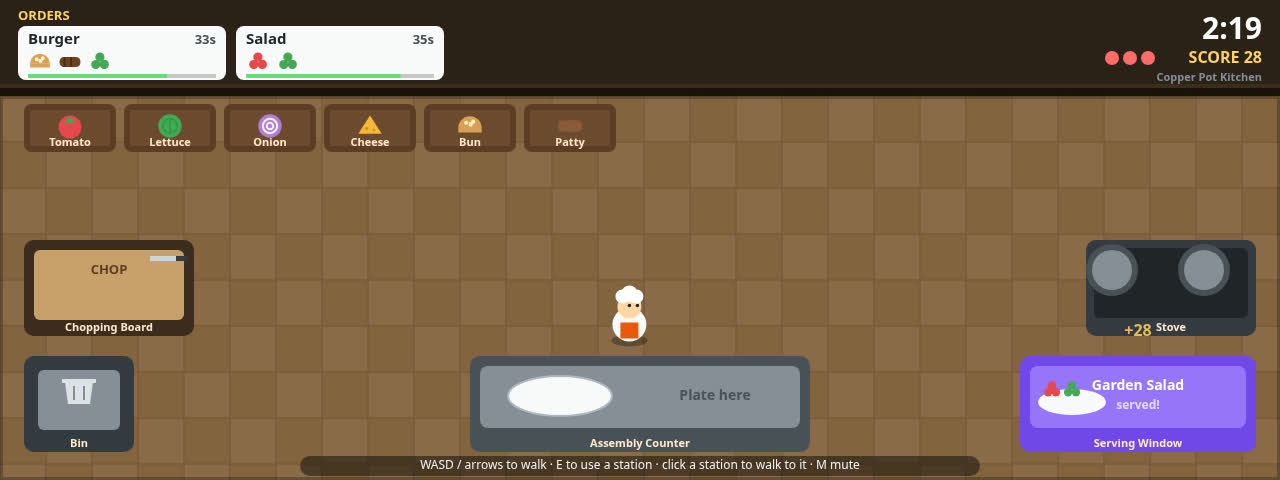 ORDERS
Burger 33s
Salad 35s
2:19
SCORE 28
Copper Pot Kitchen
Tomato
Lettuce
Onion
Cheese
Bun
Patty
CHOP
Chopping Board
+28
Stove
Bin
Plate here
Assembly Counter
Garden Salad
served!
Serving Window
WASD / arrows to walk · E to use a station · click a station to walk to it · M mute